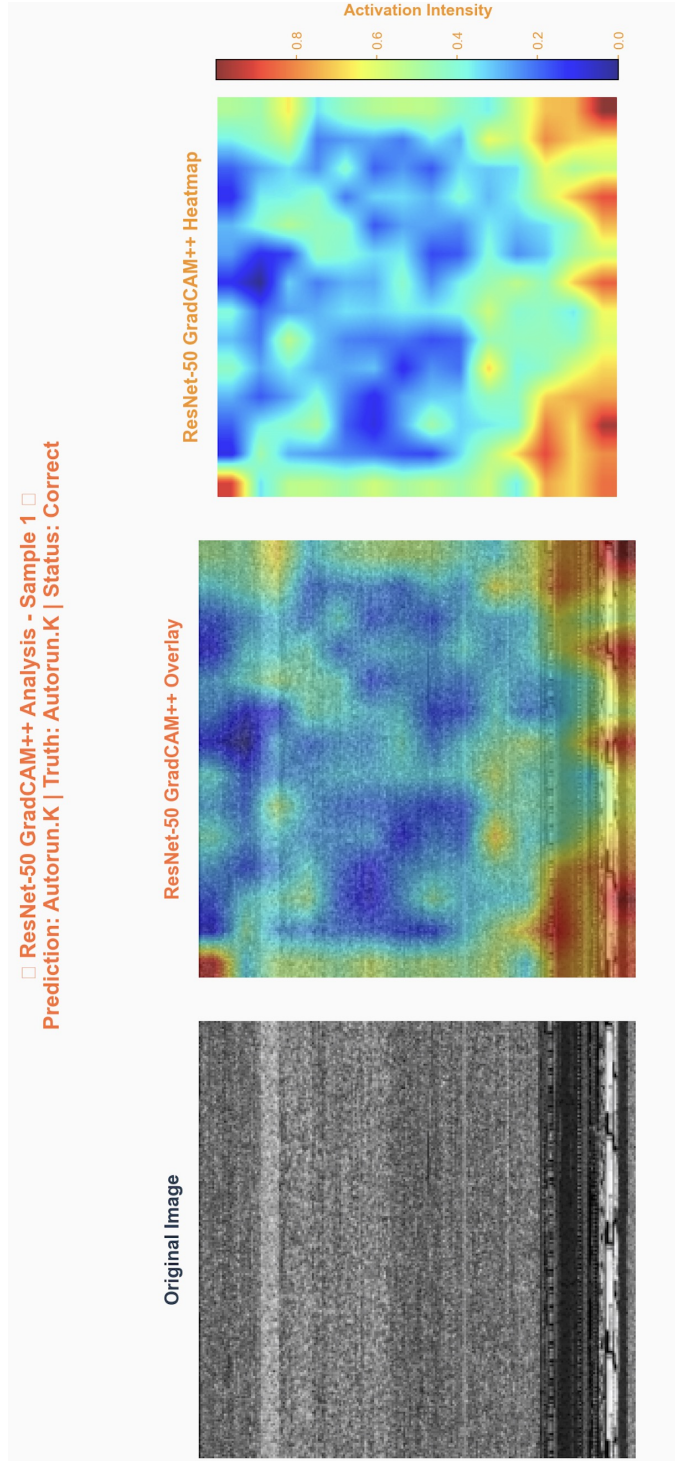 □ ResNet-50 GradCAM++ Analysis - Sample 1 □
Prediction: Autorun.K | Truth: Autorun.K | Status: Correct
Original Image
ResNet-50 GradCAM++ Overlay
ResNet-50 GradCAM++ Heatmap
0.8
0.6
0.4
0.2
0.0
Activation Intensity